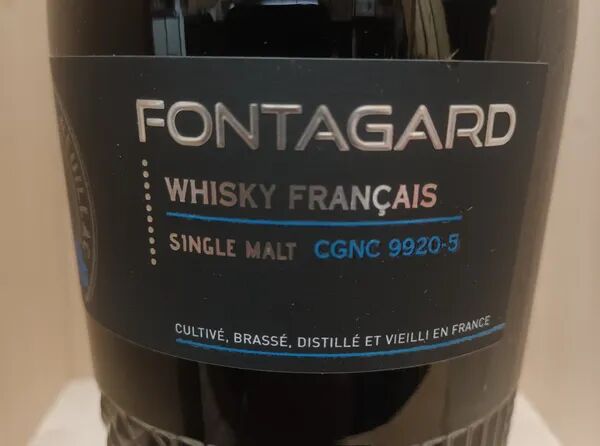 FONTAGARD
WHISKY FRANÇAIS
SINGLE MALT CGNC 9920-5
CULTIVÉ, BRASSÉ, DISTILLÉ ET VIEILLI EN FRANCE